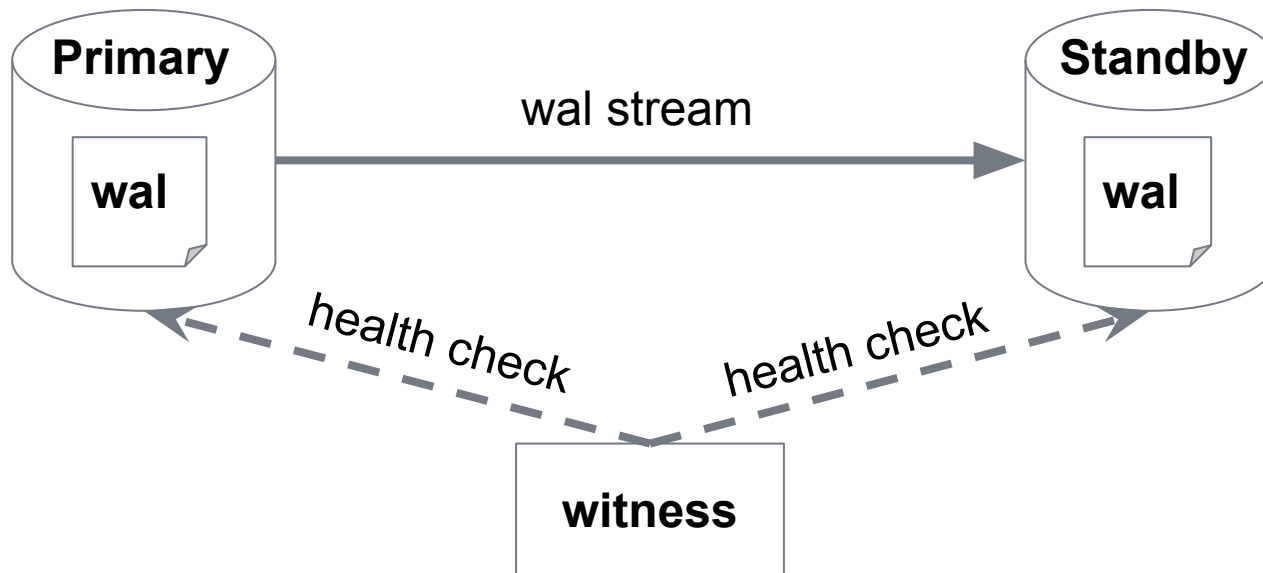 Primary
Standby
wal stream
wal
wal
health check
health check
witness